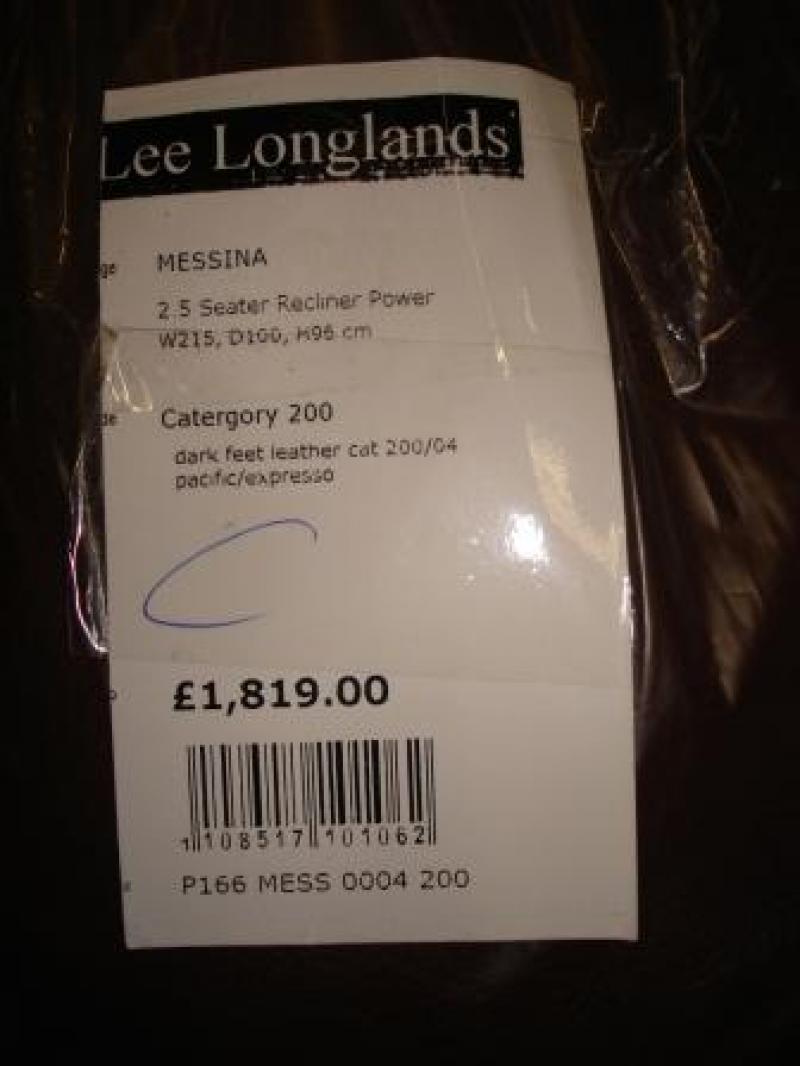 Lee Longlands
ge MESSINA
2.5 Seater Recliner Power
W215, D100, H96 cm
de Catergory 200
dark feet leather cat 200/04
pacific/expresso
£1,819.00
1 108517 101062
P166 MESS 0004 200